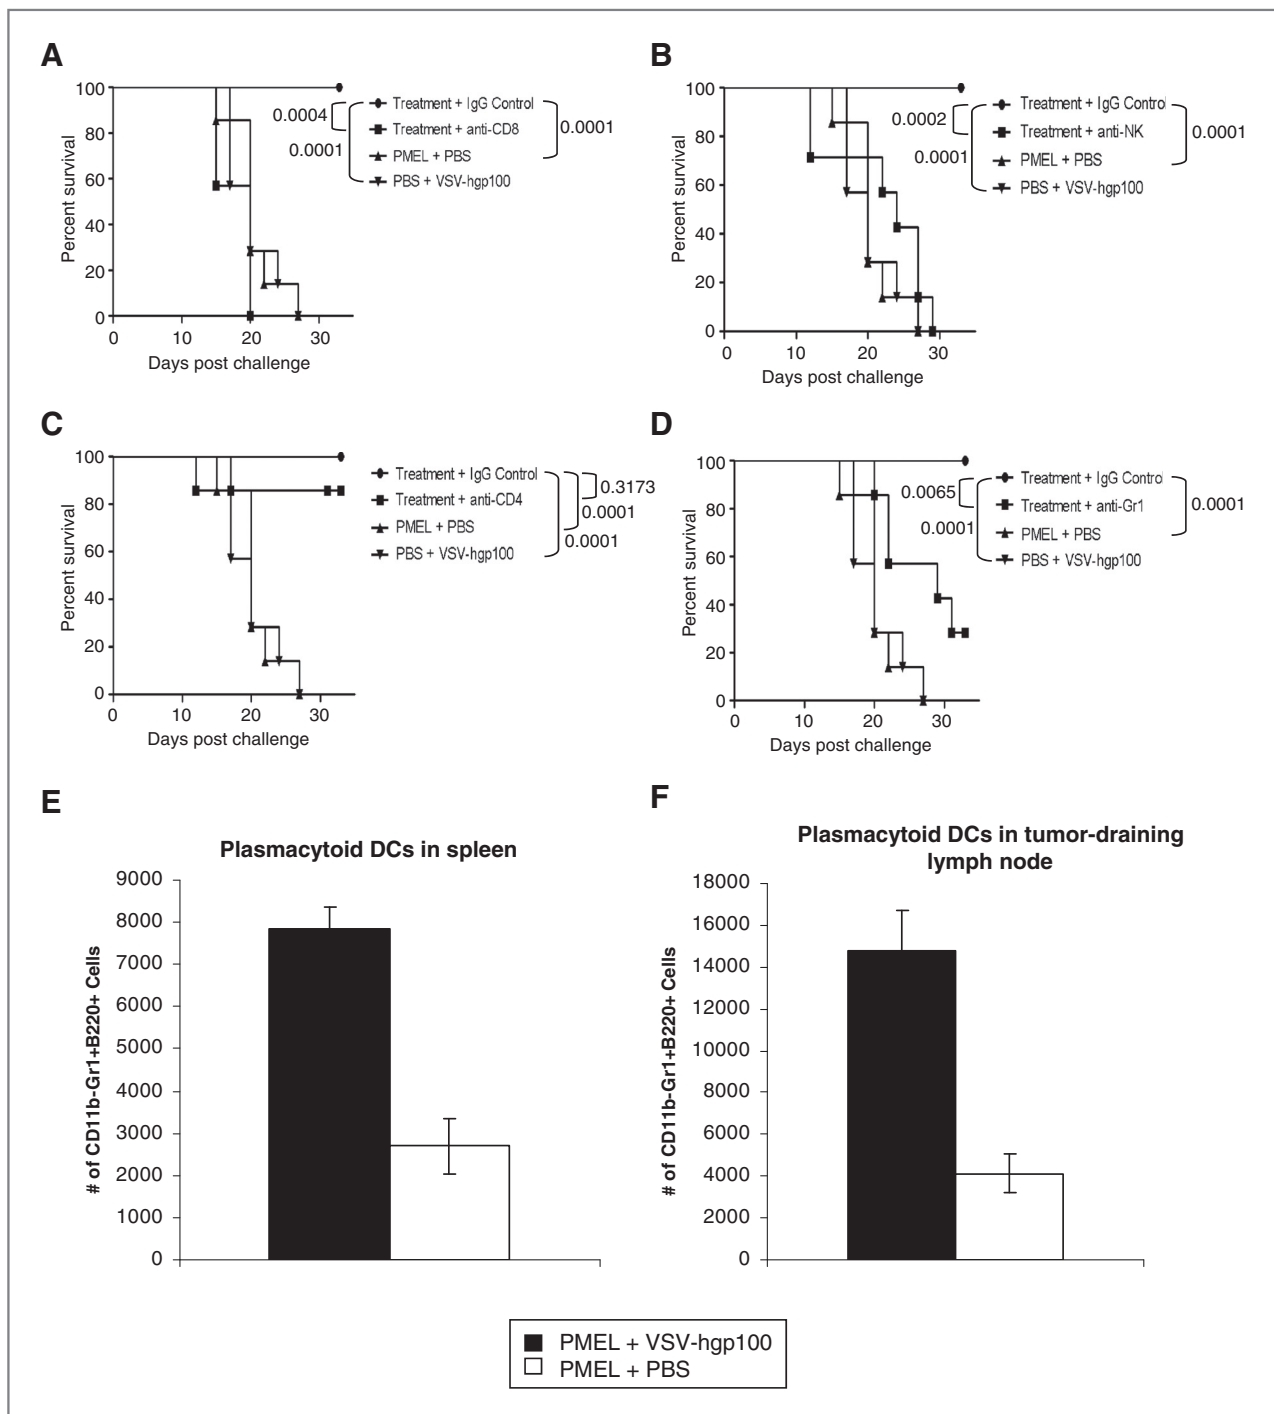 A
100
80
60
40
20
0
Percent survival
0 10 20 30
Days post challenge
0.0004
0.0001
Treatment + IgG Control
Treatment + anti-CD8
PMEL + PBS
PBS + VSV-hgp100
0.0001
B
100
80
60
40
20
0
Percent survival
0 10 20 30
Days post challenge
0.0002
0.0001
Treatment + IgG Control
Treatment + anti-NK
PMEL + PBS
PBS + VSV-hgp100
0.0001
C
100
80
60
40
20
0
Percent survival
0 10 20 30
Days post challenge
Treatment + IgG Control
Treatment + anti-CD4
PMEL + PBS
PBS + VSV-hgp100
0.3173
0.0001
0.0001
D
100
80
60
40
20
0
Percent survival
0 10 20 30
Days post challenge
0.0065
0.0001
Treatment + IgG Control
Treatment + anti-Gr1
PMEL + PBS
PBS + VSV-hgp100
0.0001
E
Plasmacytoid DCs in spleen
9000
8000
7000
6000
5000
4000
3000
2000
1000
0
# of CD11b-Gr1+B220+ Cells
F
Plasmacytoid DCs in tumor-draining
lymph node
18000
16000
14000
12000
10000
8000
6000
4000
2000
0
# of CD11b-Gr1+B220+ Cells
PMEL + VSV-hgp100
PMEL + PBS